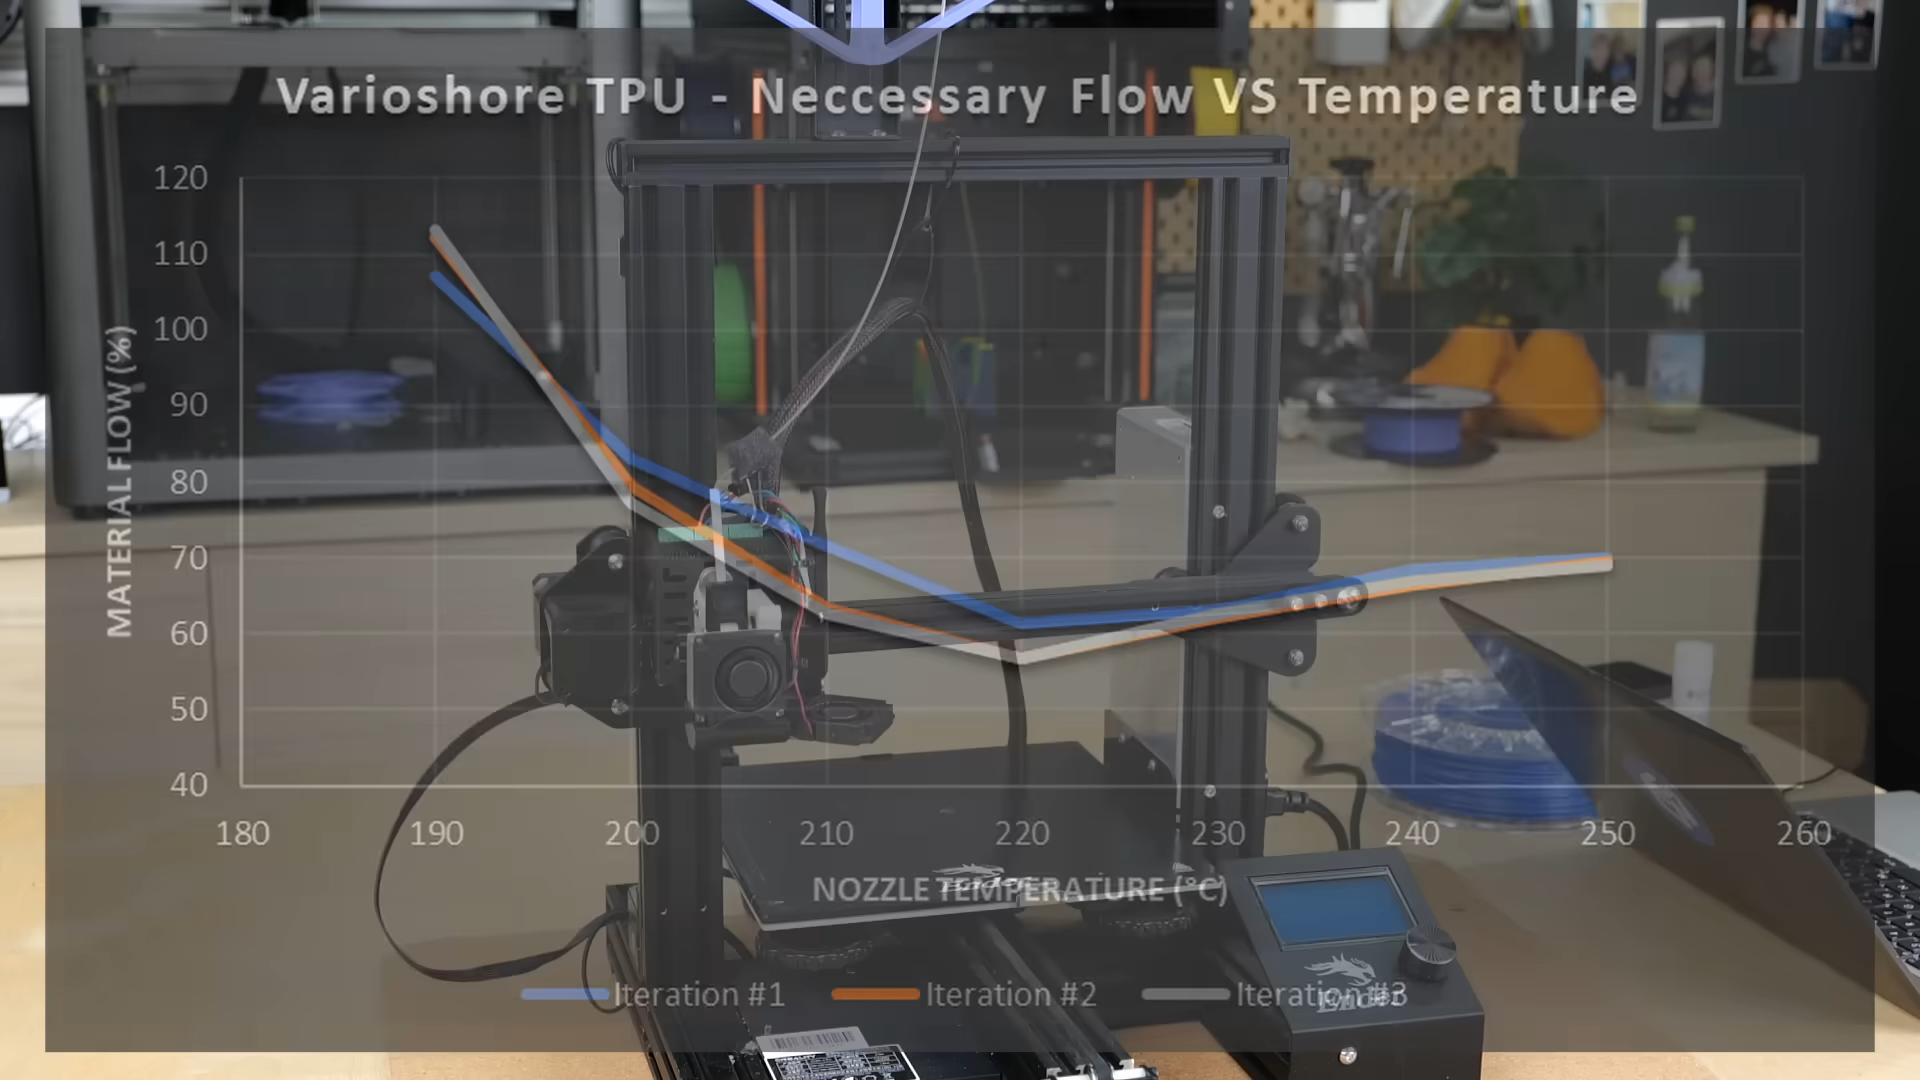 Varioshore TPU - Neccessary Flow VS Temperature
120
110
100
90
80
70
60
50
40
MATERIAL FLOW (%)
180 190 200 210 220 230 240 250 260
NOZZLE TEMPERATURE (°C)
Iteration #1 Iteration #2 Iteration #3